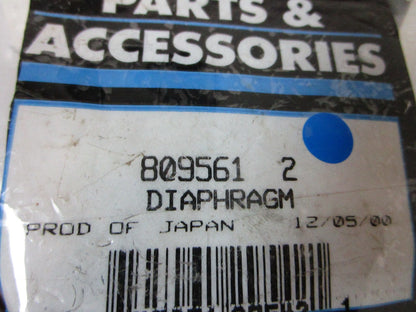 PARTS &
ACCESSORIES
809561 2
DIAPHRAGM
PROD OF JAPAN 12/05/00